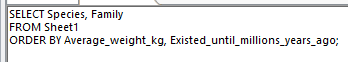 SELECT Species, Family
FROM Sheet1
ORDER BY Average_weight_kg, Existed_until_millions_years_ago;